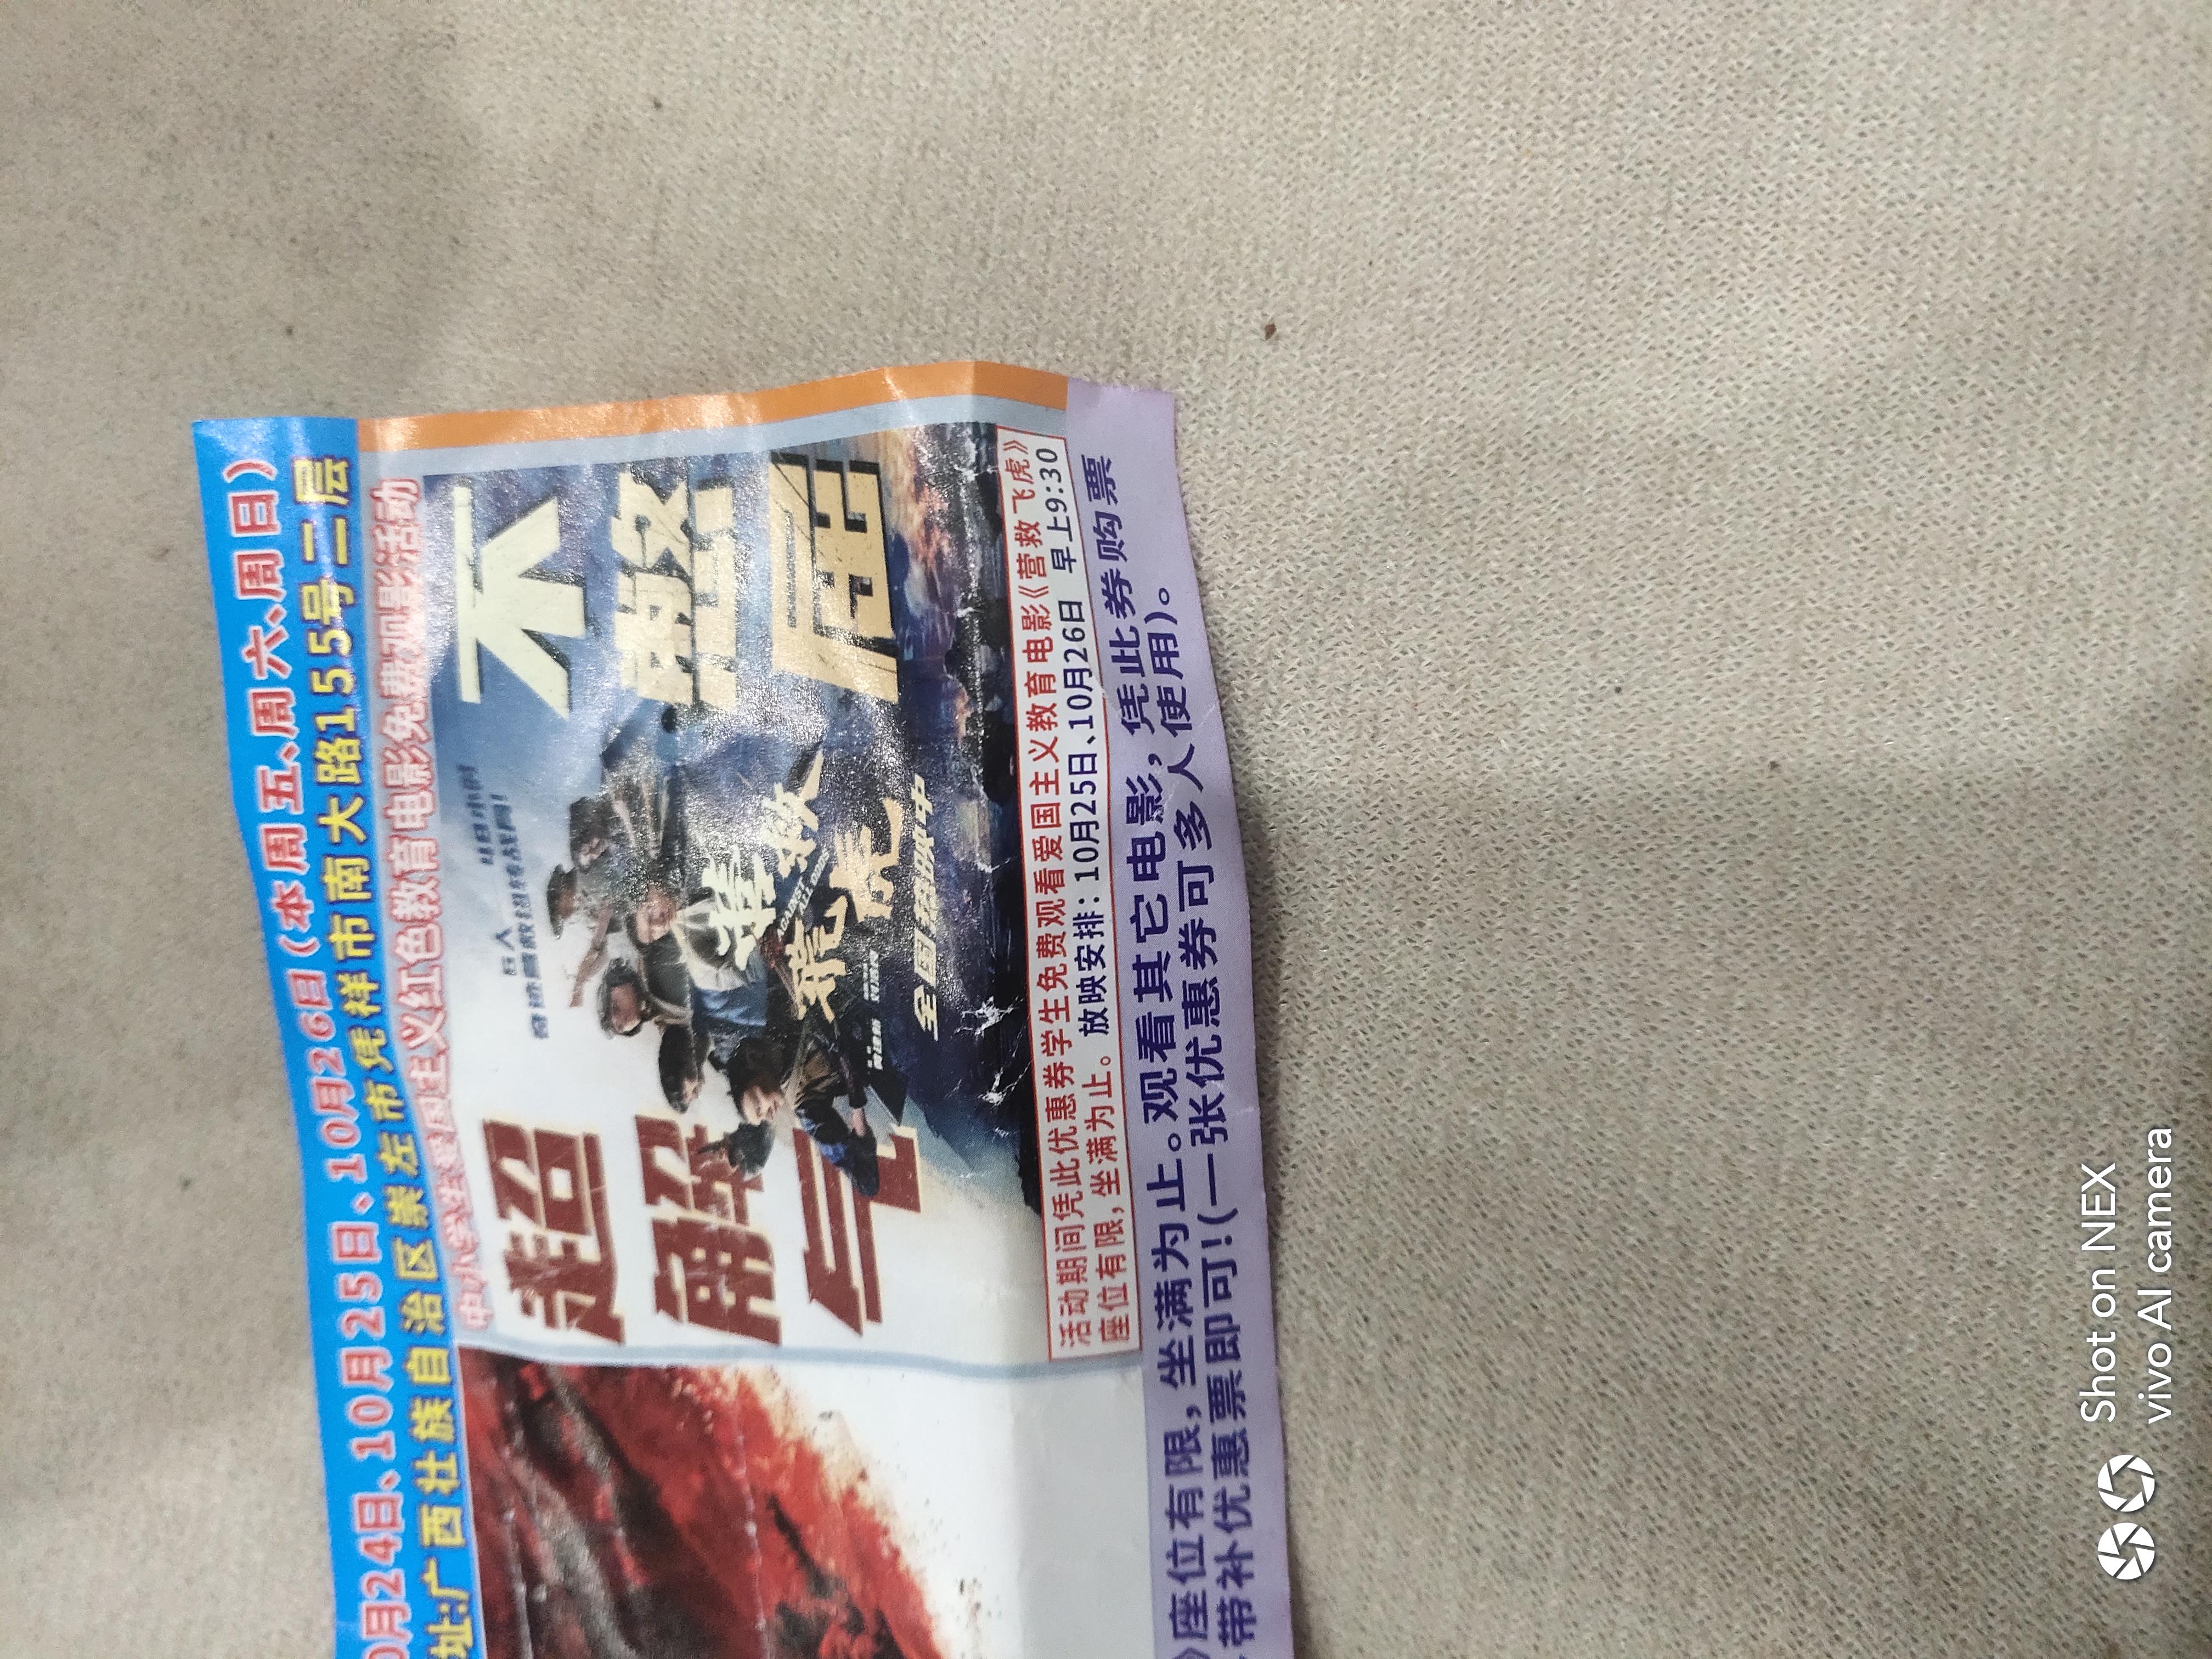 0月24日、10月25日、10月26日(本周五、周六、周日)
址:广西壮族自治区崇左市凭祥市南大路155号二层
中小学生爱国主义红色教育电影免费观影活动
超燃
不熬
屈
营救
飞虎
全国热映中
活动期间凭此优惠券学生免费观看爱国主义教育电影《营救飞虎》
座位有限，坐满为止。放映安排：10月25日、10月26日 早上9:30
》座位有限，坐满为止。观看其它电影，凭此券购票
带补优惠票即可!(一张优惠券可多人使用)。
Shot on NEX
vivo AI camera